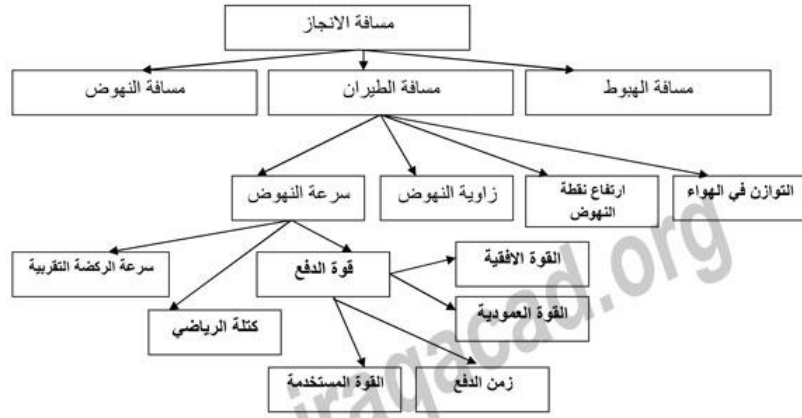 مسافة الانجاز
مسافة الهبوط
مسافة الطيران
مسافة النهوض
التوازن في الهواء
ارتفاع نقطة
النهوض
زاوية النهوض
سرعة النهوض
القوة الافقية
قوة الدفع
سرعة الركضة التقريبية
القوة العمودية
كتلة الرياضي
زمن الدفع
القوة المستخدمة
iraqacad.org